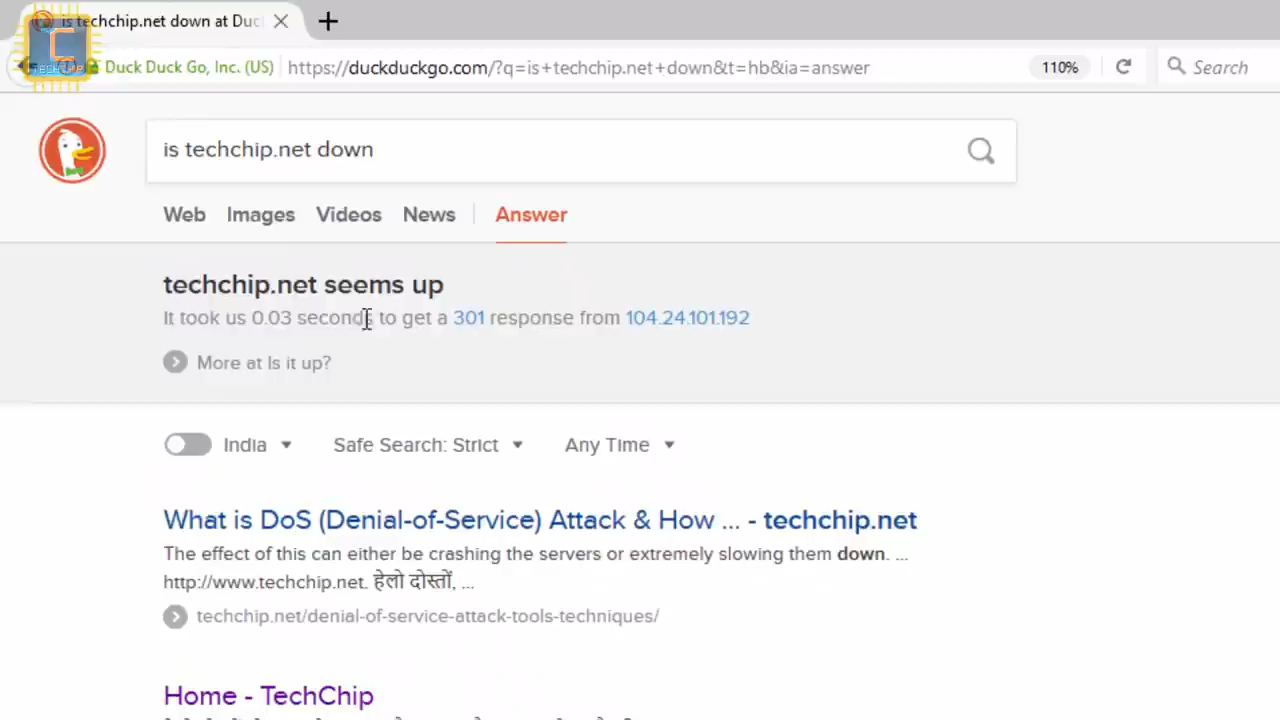 is techchip.net down at Duc
Duck Duck Go, Inc. (US)
https://duckduckgo.com/?q=is+techchip.net+down&t=hb&ia=answer
110%
Search
C
TECHCHIP
is techchip.net down
Web Images Videos News Answer
techchip.net seems up
It took us 0.03 seconds to get a 301 response from 104.24.101.192
More at Is it up?
India Safe Search: Strict Any Time
What is DoS (Denial-of-Service) Attack & How ... - techchip.net
The effect of this can either be crashing the servers or extremely slowing them down. ...
http://www.techchip.net. हेलो दोस्तों, ...
techchip.net/denial-of-service-attack-tools-techniques/
Home - TechChip